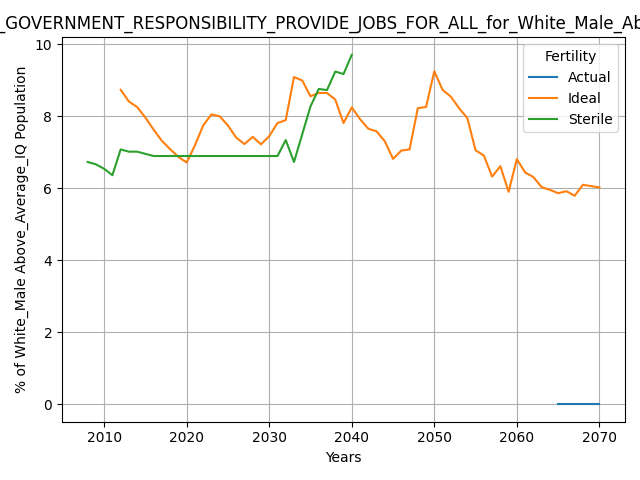 _GOVERNMENT_RESPONSIBILITY_PROVIDE_JOBS_FOR_ALL_for_White_Male_Ab
Fertility
Actual
Ideal
Sterile
% of White_Male Above_Average_IQ Population
10
8
6
4
2
0
2010 2020 2030 2040 2050 2060 2070
Years